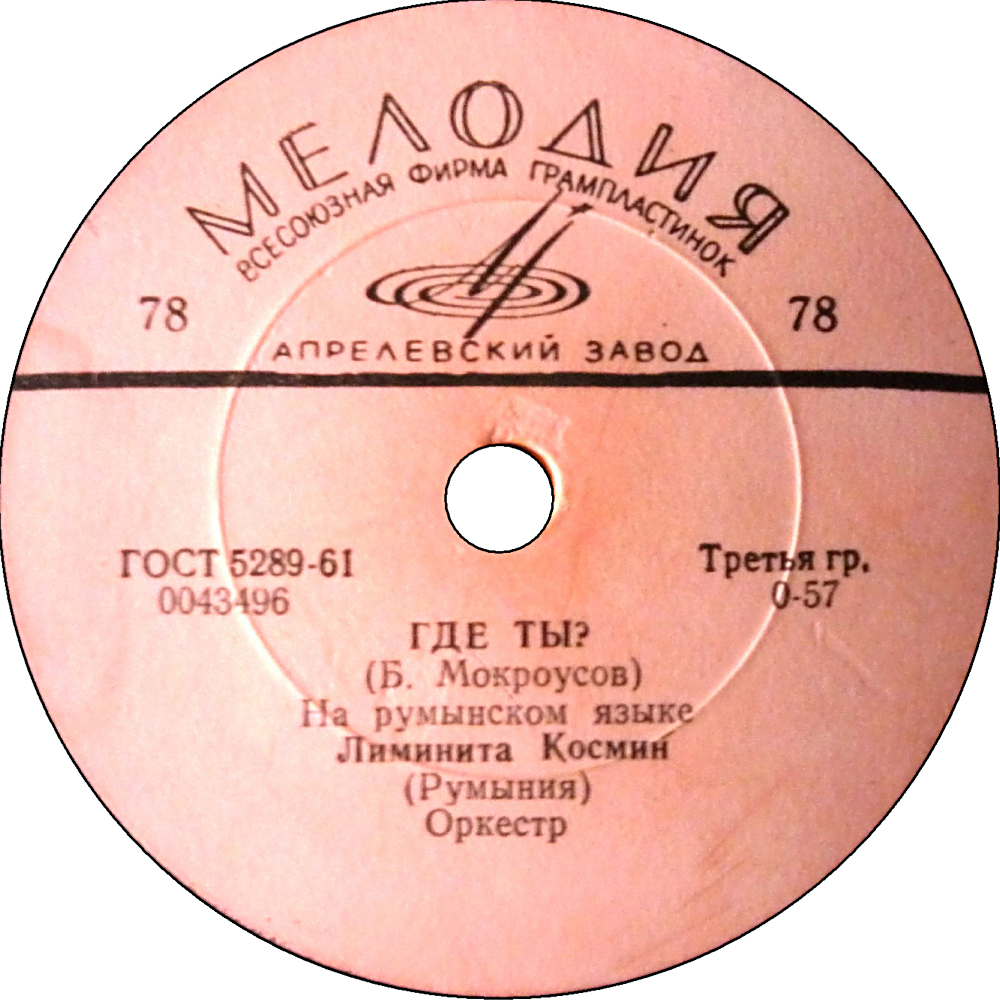 МЕЛОДИЯ
ВСЕСОЮЗНАЯ ФИРМА ГРАМПЛАСТИНОК
78 78
АПРЕЛЕВСКИЙ ЗАВОД
ГОСТ 5289-61 Третья гр.
0043496 0-57
ГДЕ ТЫ?
(Б. Мокроусов)
На румынском языке
Лиминита Космин
(Румыния)
Оркестр